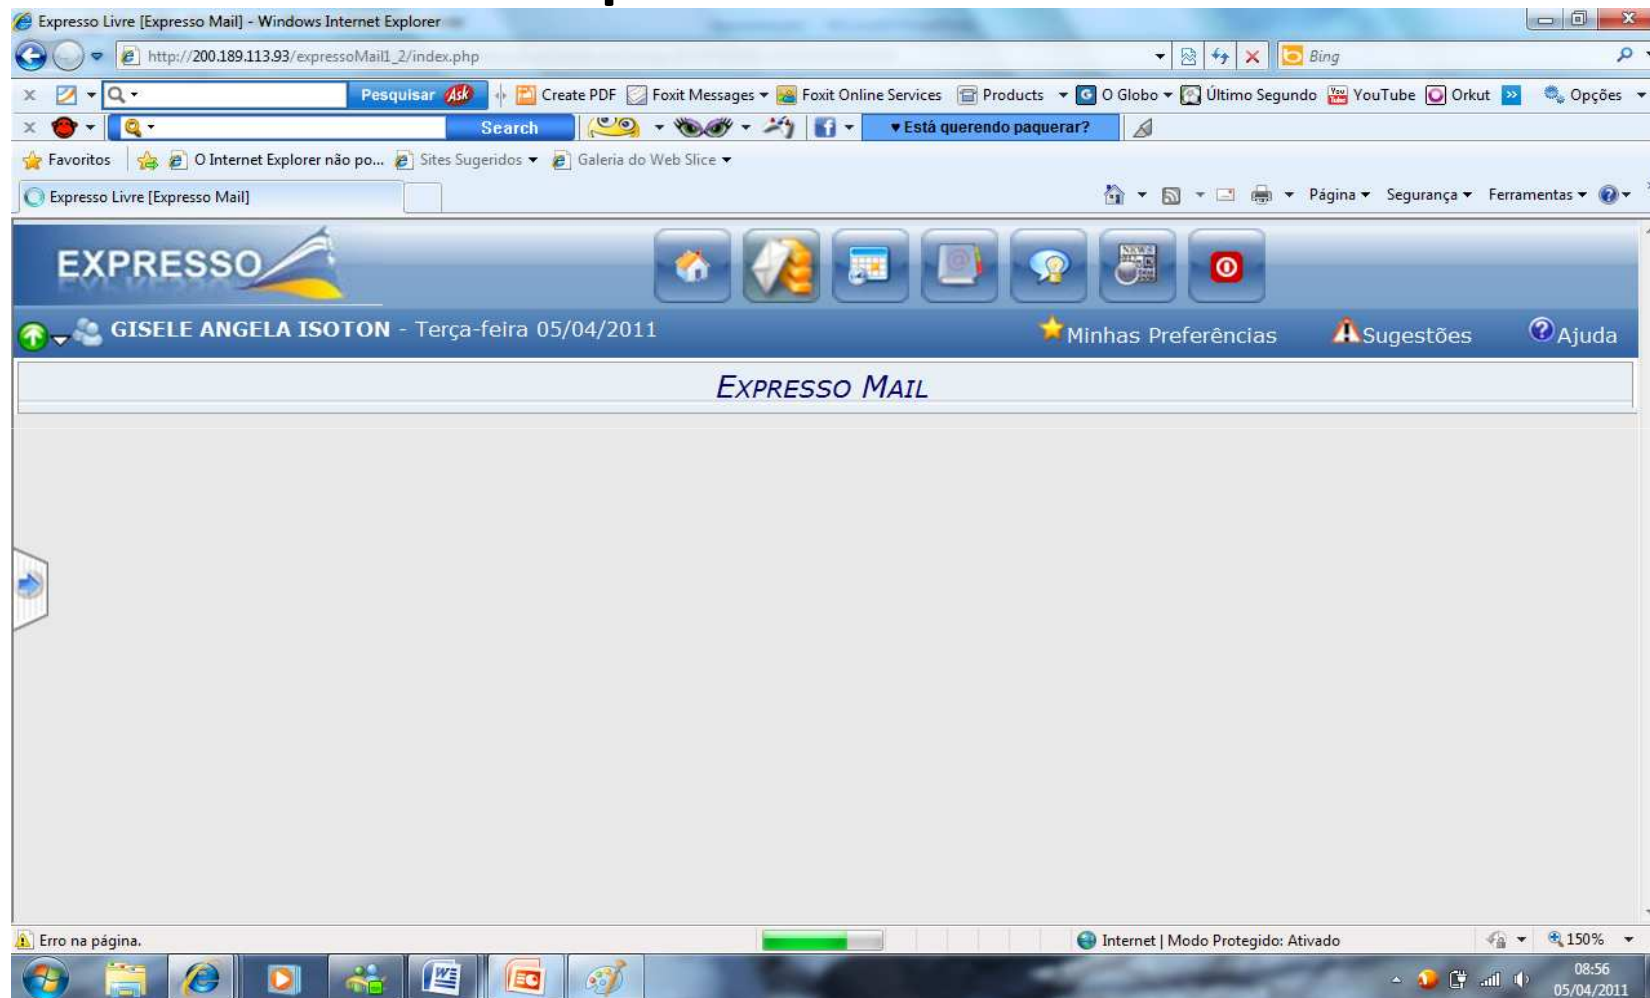 Expresso Livre [Expresso Mail] - Windows Internet Explorer
http://200.189.113.93/expressoMail1_2/index.php
Bing
Pesquisar Ask Create PDF Foxit Messages Foxit Online Services Products O Globo Último Segundo YouTube Orkut Opções
Search ♥ Está querendo paquerar?
Favoritos O Internet Explorer não po... Sites Sugeridos Galeria do Web Slice
Expresso Livre [Expresso Mail] Página Segurança Ferramentas
EXPRESSO
GISELE ANGELA ISOTON - Terça-feira 05/04/2011 Minhas Preferências Sugestões Ajuda
EXPRESSO MAIL
Erro na página. Internet | Modo Protegido: Ativado 150%
08:56
05/04/2011